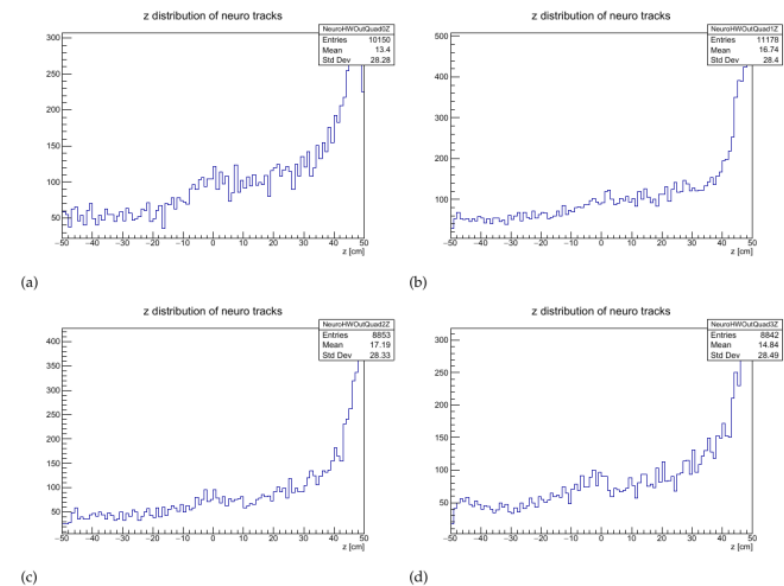 z distribution of neuro tracks
NeuroHWOutQuad0Z
Entries 10150
Mean 13.4
Std Dev 28.28
300
250
200
150
100
50
−50 −40 −30 −20 −10 0 10 20 30 40 50
z [cm]
(a)
z distribution of neuro tracks
NeuroHWOutQuad1Z
Entries 11178
Mean 16.74
Std Dev 28.4
500
400
300
200
100
−50 −40 −30 −20 −10 0 10 20 30 40 50
z [cm]
(b)
z distribution of neuro tracks
NeuroHWOutQuad2Z
Entries 8853
Mean 17.19
Std Dev 28.33
400
350
300
250
200
150
100
50
−50 −40 −30 −20 −10 0 10 20 30 40 50
z [cm]
(c)
z distribution of neuro tracks
NeuroHWOutQuad3Z
Entries 8842
Mean 14.84
Std Dev 28.49
300
250
200
150
100
50
−50 −40 −30 −20 −10 0 10 20 30 40 50
z [cm]
(d)